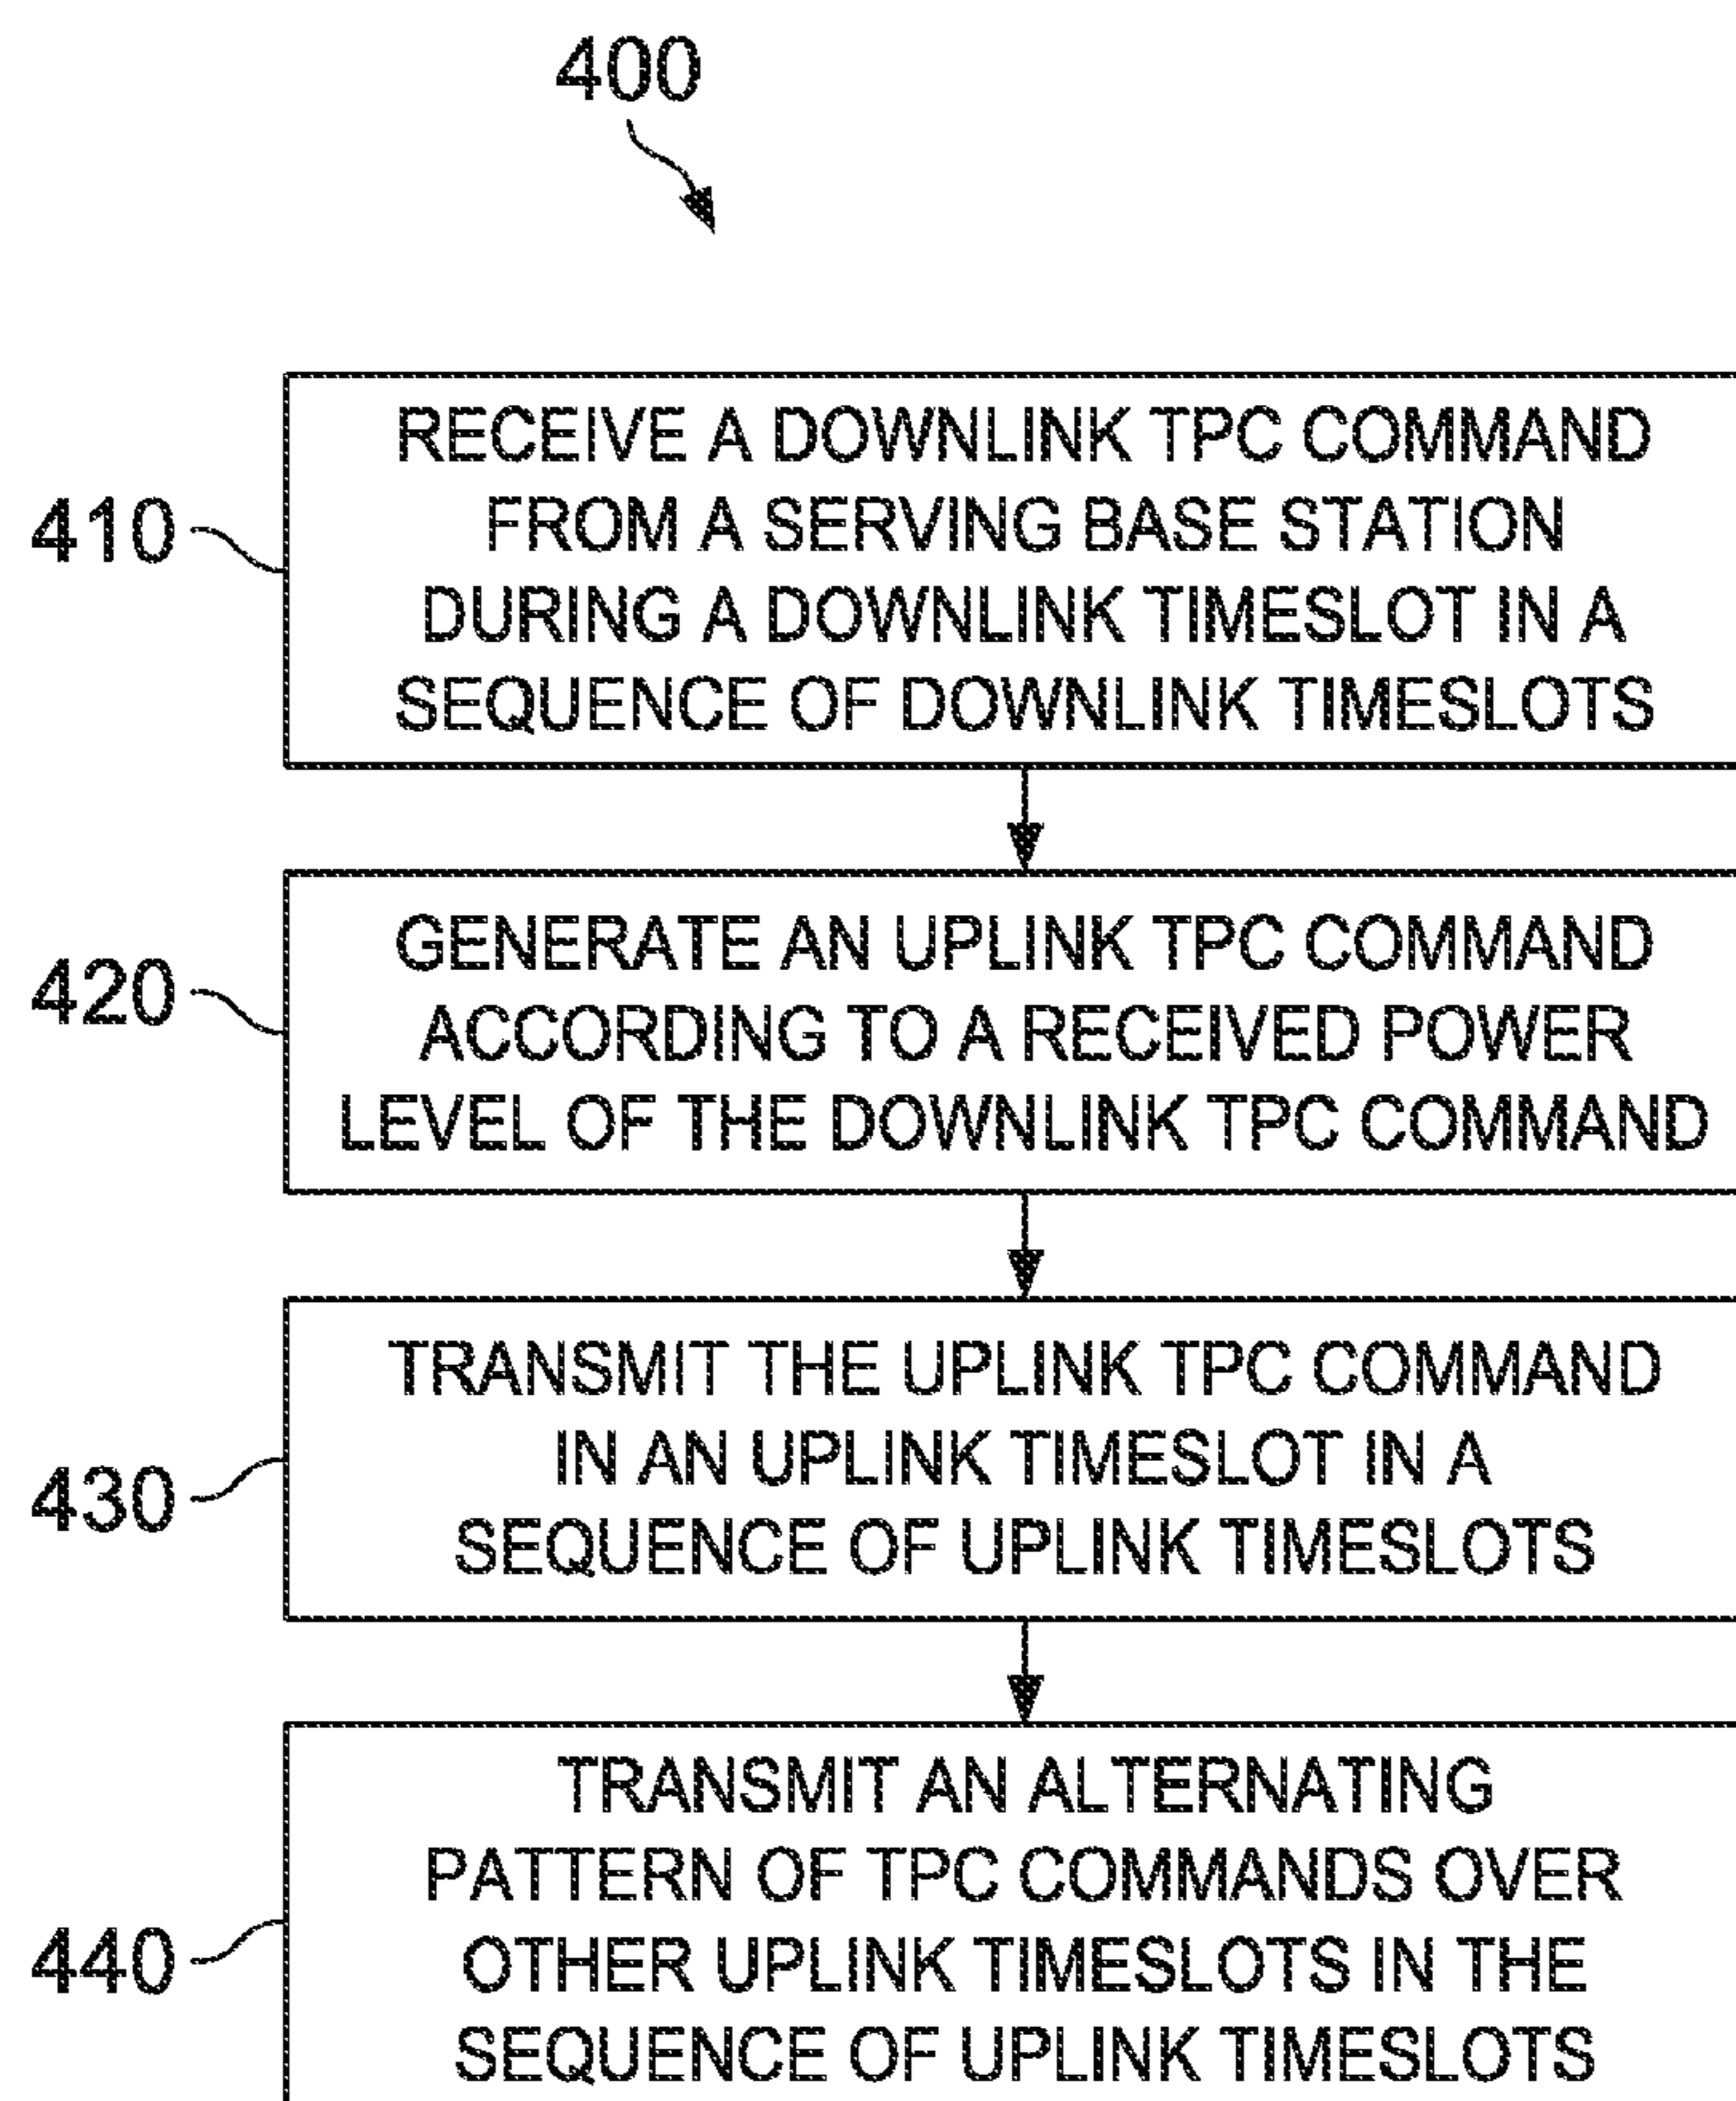 400
410
RECEIVE A DOWNLINK TPC COMMAND
FROM A SERVING BASE STATION
DURING A DOWNLINK TIMESLOT IN A
SEQUENCE OF DOWNLINK TIMESLOTS
420
GENERATE AN UPLINK TPC COMMAND
ACCORDING TO A RECEIVED POWER
LEVEL OF THE DOWNLINK TPC COMMAND
430
TRANSMIT THE UPLINK TPC COMMAND
IN AN UPLINK TIMESLOT IN A
SEQUENCE OF UPLINK TIMESLOTS
440
TRANSMIT AN ALTERNATING
PATTERN OF TPC COMMANDS OVER
OTHER UPLINK TIMESLOTS IN THE
SEQUENCE OF UPLINK TIMESLOTS